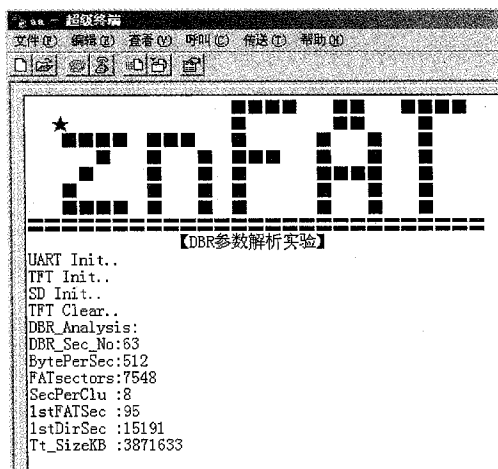 aa - 超级终端
文件(F) 编辑(E) 查看(V) 呼叫(C) 传送(T) 帮助(H)
znFAT
【DBR参数解析实验】
UART Init..
TFT Init..
SD Init..
TFT Clear..
DBR_Analysis:
DBR_Sec_No:63
BytePerSec:512
FATsectors:7548
SecPerClu :8
1stFATSec :95
1stDirSec :15191
Tt_SizeKB :3871633